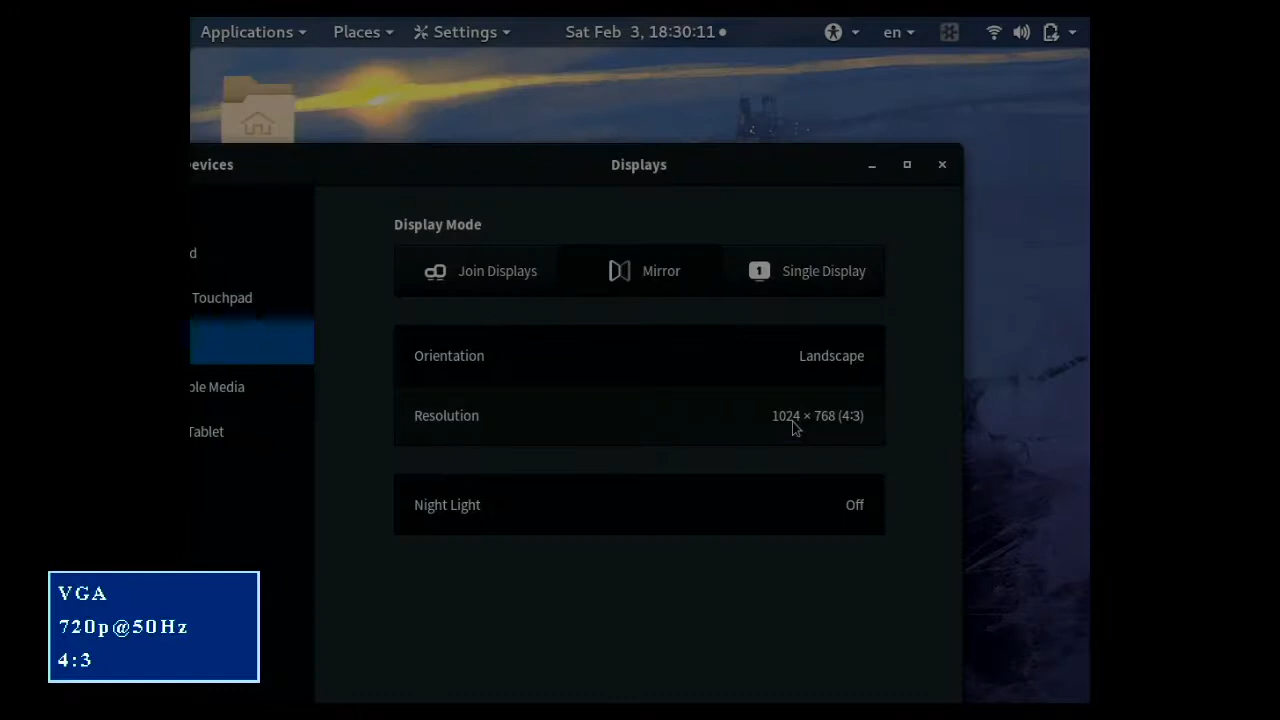 Applications Places Settings Sat Feb 3, 18:30:11 en
evices Displays
Display Mode
d
Join Displays Mirror 1 Single Display
Touchpad
Orientation Landscape
ole Media
Resolution 1024 × 768 (4:3)
Tablet
Night Light Off
VGA
720p@50Hz
4:3